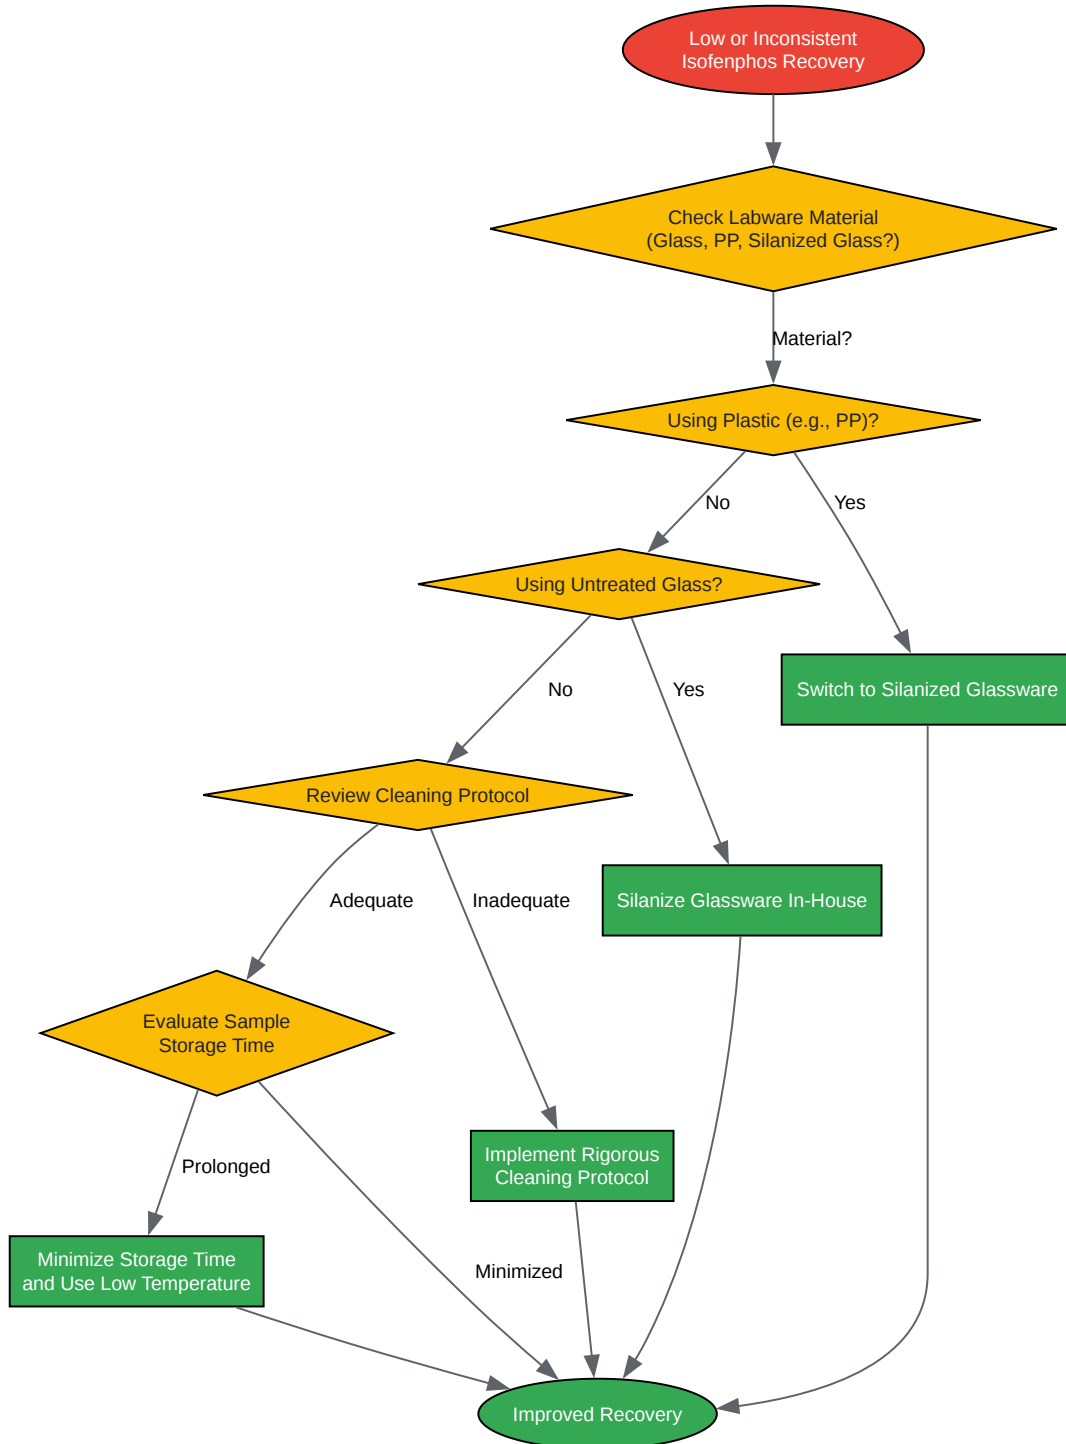 Low or Inconsistent
Isofenphos Recovery
Check Labware Material
(Glass, PP, Silanized Glass?)
Material?
Using Plastic (e.g., PP)?
No
Yes
Using Untreated Glass?
No
Yes
Switch to Silanized Glassware
Review Cleaning Protocol
Adequate
Inadequate
Silanize Glassware In-House
Evaluate Sample
Storage Time
Prolonged
Implement Rigorous
Cleaning Protocol
Minimize Storage Time
and Use Low Temperature
Minimized
Improved Recovery